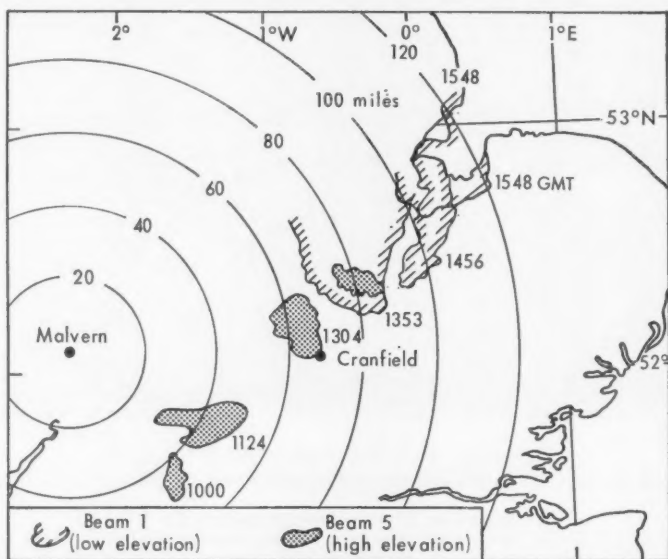 2°
1°W
0°
1°E
120
1548
100 miles
53°N
80
60
1548 GMT
40
1456
20
1353
Malvern
1304
Cranfield
52°
1124
1000
Beam 1
(low elevation)
Beam 5
(high elevation)